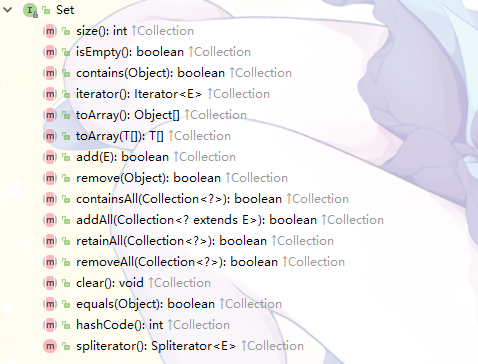 Set
size(): int ↑Collection
isEmpty(): boolean ↑Collection
contains(Object): boolean ↑Collection
iterator(): Iterator<E> ↑Collection
toArray(): Object[] ↑Collection
toArray(T[]): T[] ↑Collection
add(E): boolean ↑Collection
remove(Object): boolean ↑Collection
containsAll(Collection<?>): boolean ↑Collection
addAll(Collection<? extends E>): boolean ↑Collection
retainAll(Collection<?>): boolean ↑Collection
removeAll(Collection<?>): boolean ↑Collection
clear(): void ↑Collection
equals(Object): boolean ↑Collection
hashCode(): int ↑Collection
spliterator(): Spliterator<E> ↑Collection